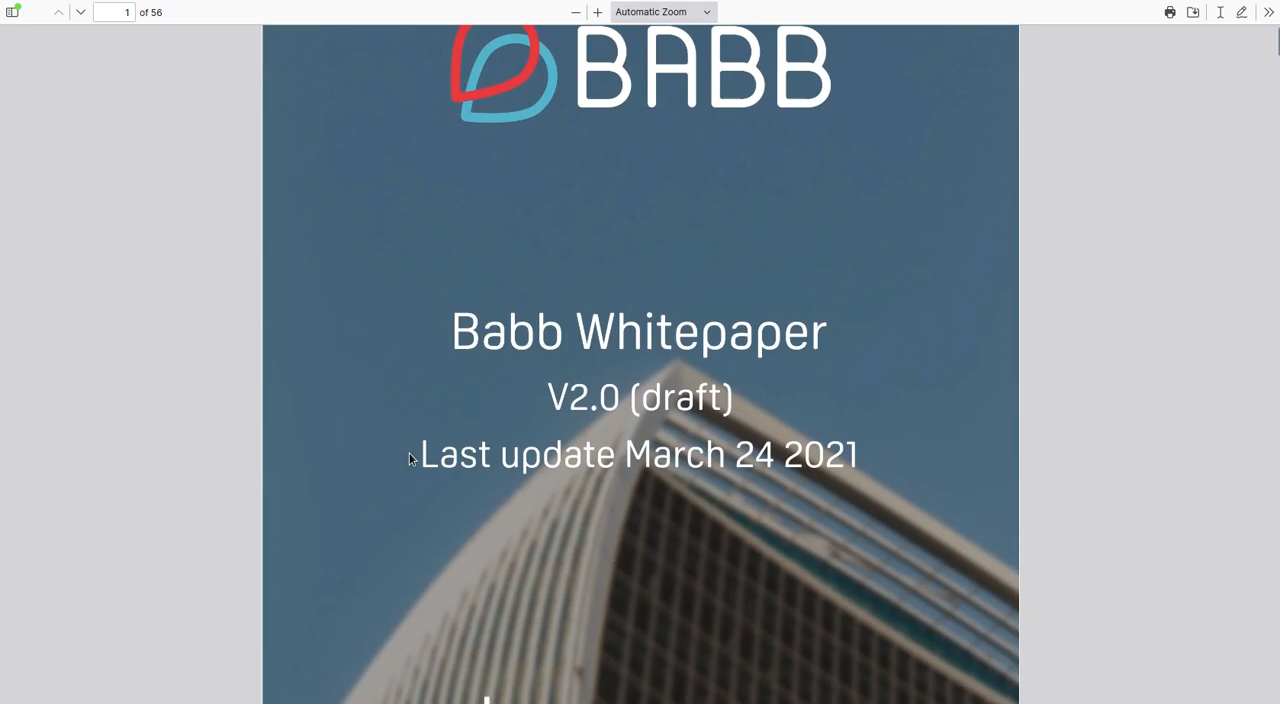 1 of 56
Automatic Zoom
BABB
Babb Whitepaper
V2.0 (draft)
Last update March 24 2021